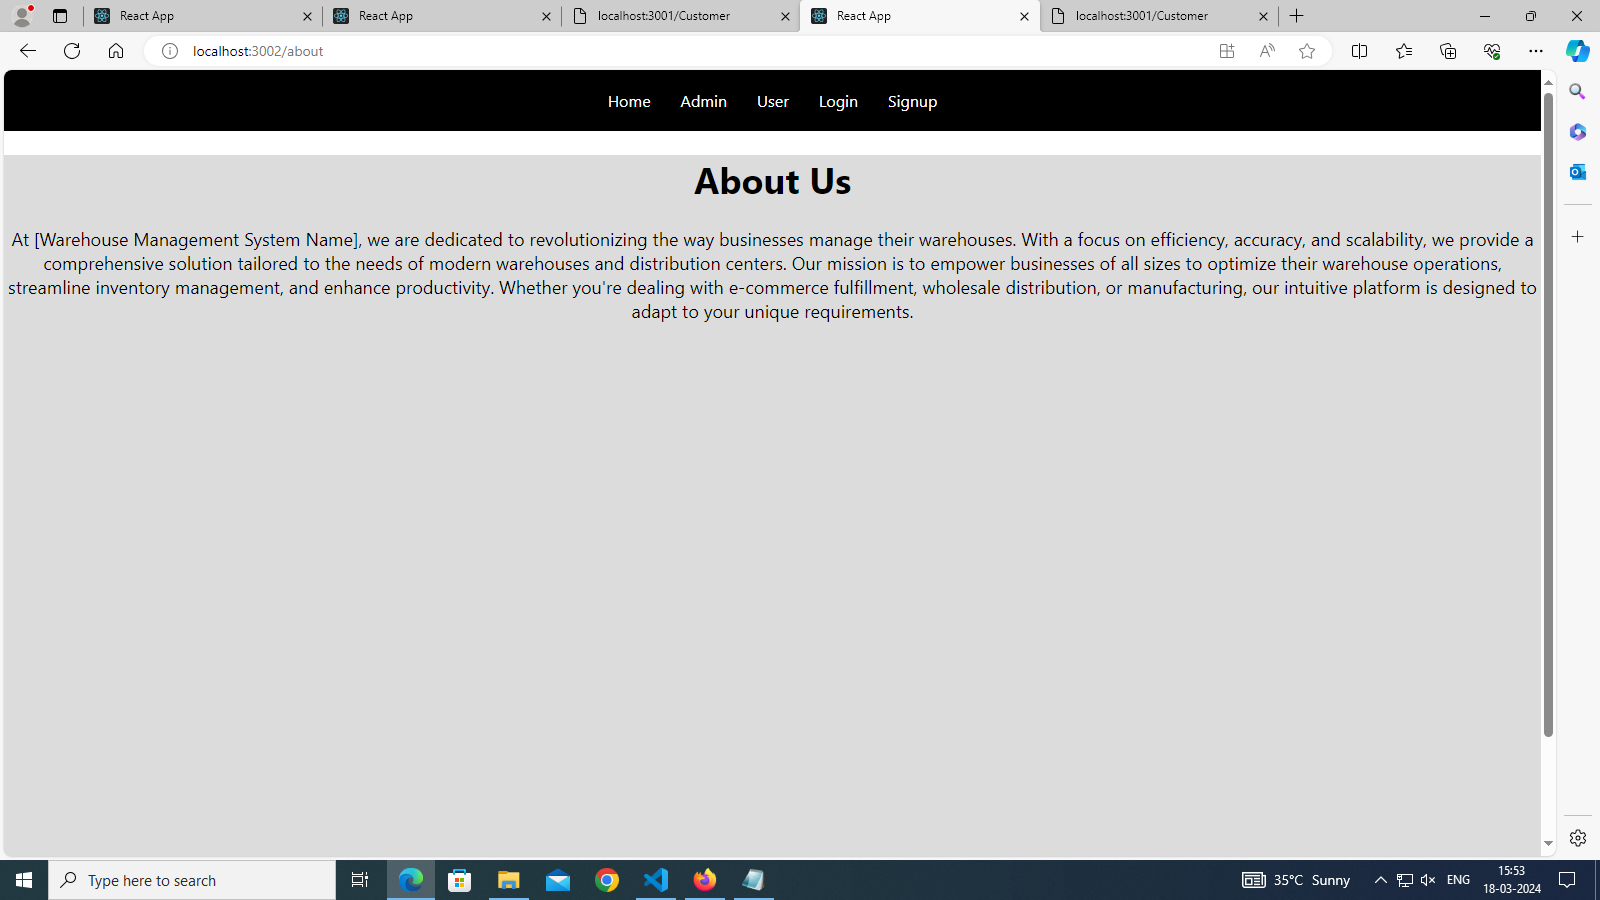 React App
React App
localhost:3001/Customer
React App
localhost:3001/Customer
localhost:3002/about
Home Admin User Login Signup
About Us
At [Warehouse Management System Name], we are dedicated to revolutionizing the way businesses manage their warehouses. With a focus on efficiency, accuracy, and scalability, we provide a
comprehensive solution tailored to the needs of modern warehouses and distribution centers. Our mission is to empower businesses of all sizes to optimize their warehouse operations,
streamline inventory management, and enhance productivity. Whether you're dealing with e-commerce fulfillment, wholesale distribution, or manufacturing, our intuitive platform is designed to
adapt to your unique requirements.
Type here to search
35°C Sunny
ENG
15:53
18-03-2024